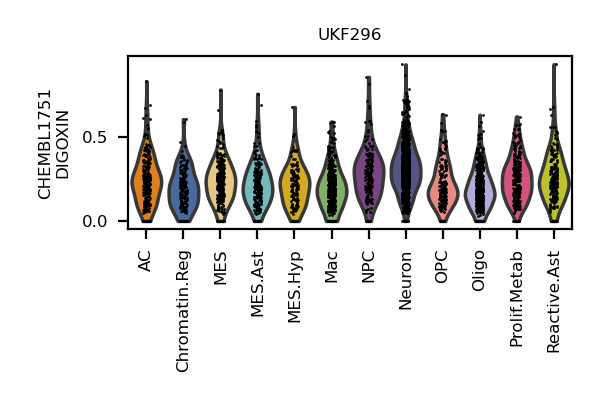 UKF296
CHEMBL1751
DIGOXIN
0.5
0.0
AC
Chromatin.Reg
MES
MES.Ast
MES.Hyp
Mac
NPC
Neuron
OPC
Oligo
Prolif.Metab
Reactive.Ast